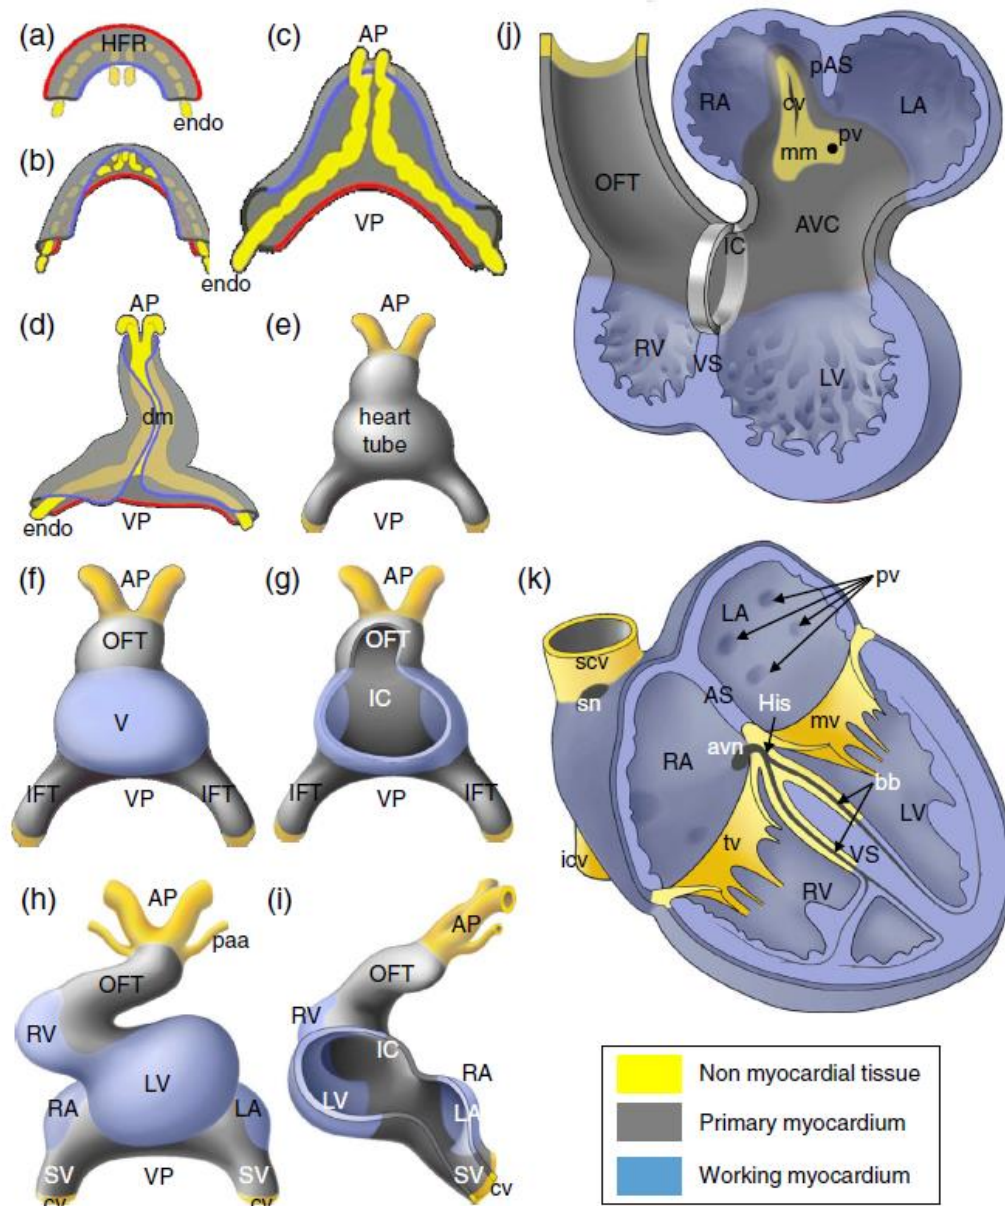 (a)
HFR
endo
(b)
endo
(c)
AP
VP
(d)
AP
dm
endo
VP
(e)
AP
heart
tube
VP
(f)
AP
OFT
V
IFT
VP
IFT
(g)
AP
OFT
IC
IFT
VP
IFT
(h)
AP
paa
OFT
RV
LV
RA
LA
SV
VP
SV
cv
cv
(i)
AP
OFT
RV
IC
RA
LV
LA
SV
cv
(j)
pAS
RA
LA
cv
pv
mm
OFT
AVC
IC
RV
VS
LV
(k)
pv
LA
scv
sn
AS
His
mv
avn
RA
bb
LV
tv
VS
icv
RV
Non myocardial tissue
Primary myocardium
Working myocardium